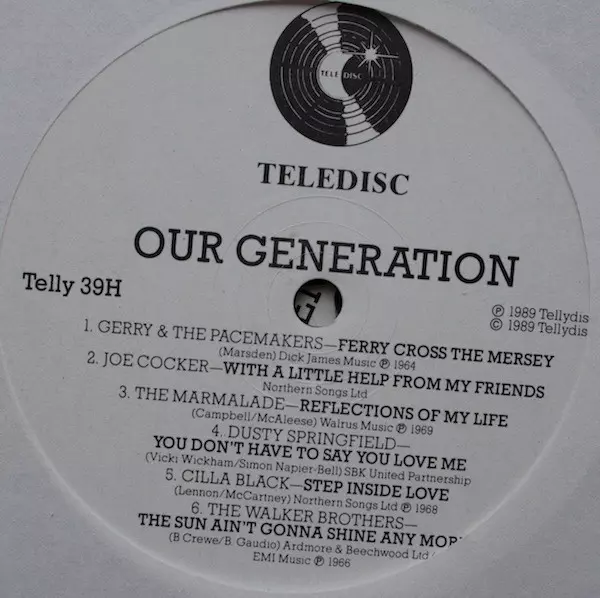 TELE DISC
TELEDISC
OUR GENERATION
Telly 39H
℗ 1989 Tellydis
© 1989 Tellydis
1. GERRY & THE PACEMAKERS—FERRY CROSS THE MERSEY
(Marsden) Dick James Music ℗ 1964
2. JOE COCKER—WITH A LITTLE HELP FROM MY FRIENDS
Northern Songs Ltd
3. THE MARMALADE—REFLECTIONS OF MY LIFE
(Campbell/McAleese) Walrus Music ℗ 1969
4. DUSTY SPRINGFIELD—
YOU DON'T HAVE TO SAY YOU LOVE ME
(Vicki Wickham/Simon Napier-Bell) SBK United Partnership
5. CILLA BLACK—STEP INSIDE LOVE
(Lennon/McCartney) Northern Songs Ltd ℗ 1968
6. THE WALKER BROTHERS—
THE SUN AIN'T GONNA SHINE ANY
(B Crewe/B. Gaudio) Ardmore & Beechwood Ltd
EMI Music ℗ 1966